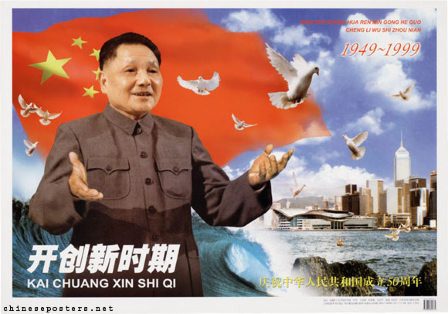 ZHONG HUA REN MIN GONG HE GUO
CHENG LI WU SHI ZHOU NIAN
1949~1999
开创新时期
KAI CHUANG XIN SHI QI
庆祝中华人民共和国成立50周年
chineseposters.net